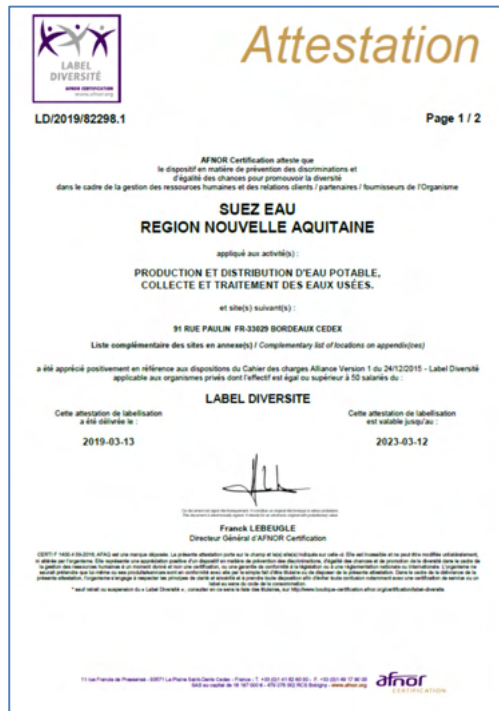 Attestation
LABEL
DIVERSITÉ
AFNOR CERTIFICATION
www.afnor.org
LD/2019/82298.1
Page 1 / 2
AFNOR Certification atteste que
le dispositif en matière de prévention des discriminations et
d'égalité des chances pour promouvoir la diversité
dans le cadre de la gestion des ressources humaines et des relations clients / partenaires / fournisseurs de l'Organisme
SUEZ EAU
REGION NOUVELLE AQUITAINE
appliqué aux activité(s) :
PRODUCTION ET DISTRIBUTION D'EAU POTABLE,
COLLECTE ET TRAITEMENT DES EAUX USÉES.
et site(s) suivant(s) :
91 RUE PAULIN FR-33029 BORDEAUX CEDEX
Liste complémentaire des sites en annexe(s) / Complementary list of locations on appendix(ces)
a été apprécié positivement en référence aux dispositions du Cahier des charges Alliance Version 1 du 24/12/2015 - Label Diversité
applicable aux organismes privés dont l'effectif est égal ou supérieur à 50 salariés du :
LABEL DIVERSITE
Cette attestation de labellisation
a été délivrée le :
2019-03-13
Cette attestation de labellisation
est valable jusqu'au :
2023-03-12
Franck LEBEUGLE
Directeur Général d'AFNOR Certification
afnor
CERTIFICATION